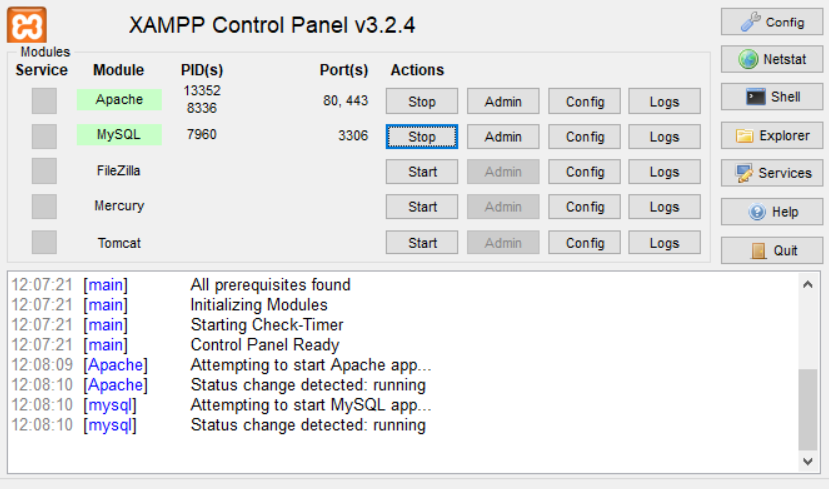 XAMPP Control Panel v3.2.4
Config
Modules
Service Module PID(s) Port(s) Actions
Netstat
Apache 13352 80, 443 Stop Admin Config Logs
8336
Shell
MySQL 7960 3306 Stop Admin Config Logs
Explorer
FileZilla Start Admin Config Logs
Services
Mercury Start Admin Config Logs
Help
Tomcat Start Admin Config Logs
Quit
12:07:21 [main] All prerequisites found
12:07:21 [main] Initializing Modules
12:07:21 [main] Starting Check-Timer
12:07:21 [main] Control Panel Ready
12:08:09 [Apache] Attempting to start Apache app...
12:08:10 [Apache] Status change detected: running
12:08:10 [mysql] Attempting to start MySQL app...
12:08:10 [mysql] Status change detected: running